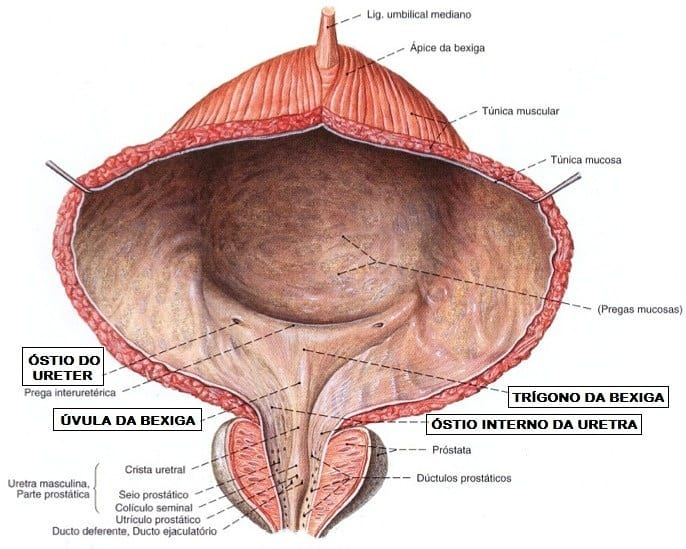 Lig. umbilical mediano
Ápice da bexiga
Túnica muscular
Túnica mucosa
(Pregas mucosas)
ÓSTIO DO
URETER
Prega interuretérica
TRÍGONO DA BEXIGA
ÚVULA DA BEXIGA
ÓSTIO INTERNO DA URETRA
Próstata
Crista uretral
Dúctulos prostáticos
Uretra masculina,
Parte prostática
Seio prostático
Colículo seminal
Utrículo prostático
Ducto deferente, Ducto ejaculatório